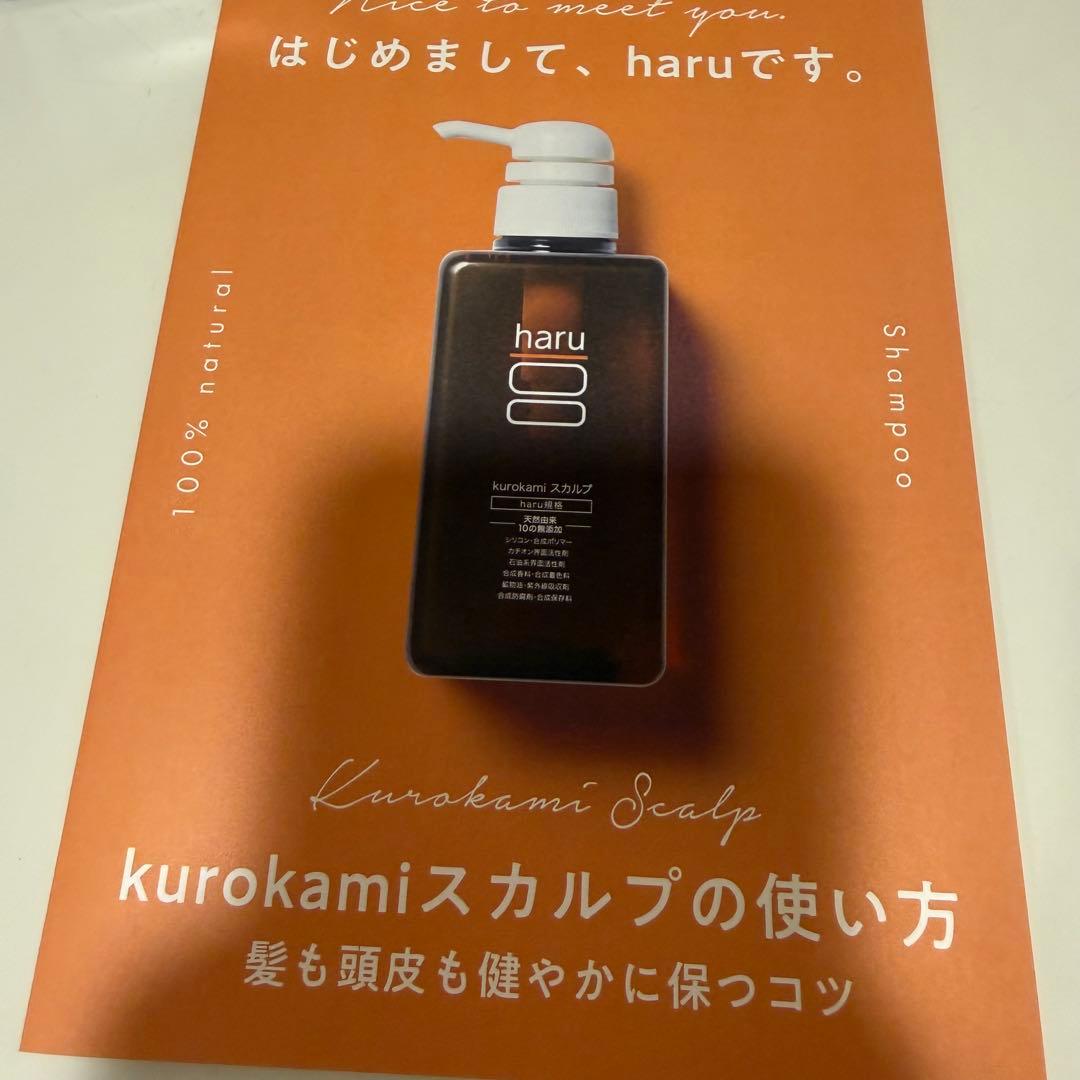 Nice to meet you.
はじめまして、haruです。
100% natural
Shampoo
haru
kurokami スカルプ
haru規格
天然由来
10の無添加
シリコン・合成ポリマー
カチオン界面活性剤
石油系界面活性剤
合成香料・合成着色料
鉱物油・紫外線吸収剤
合成防腐剤・合成保存料
Kurokami Scalp
kurokamiスカルプの使い方
髪も頭皮も健やかに保つコツ